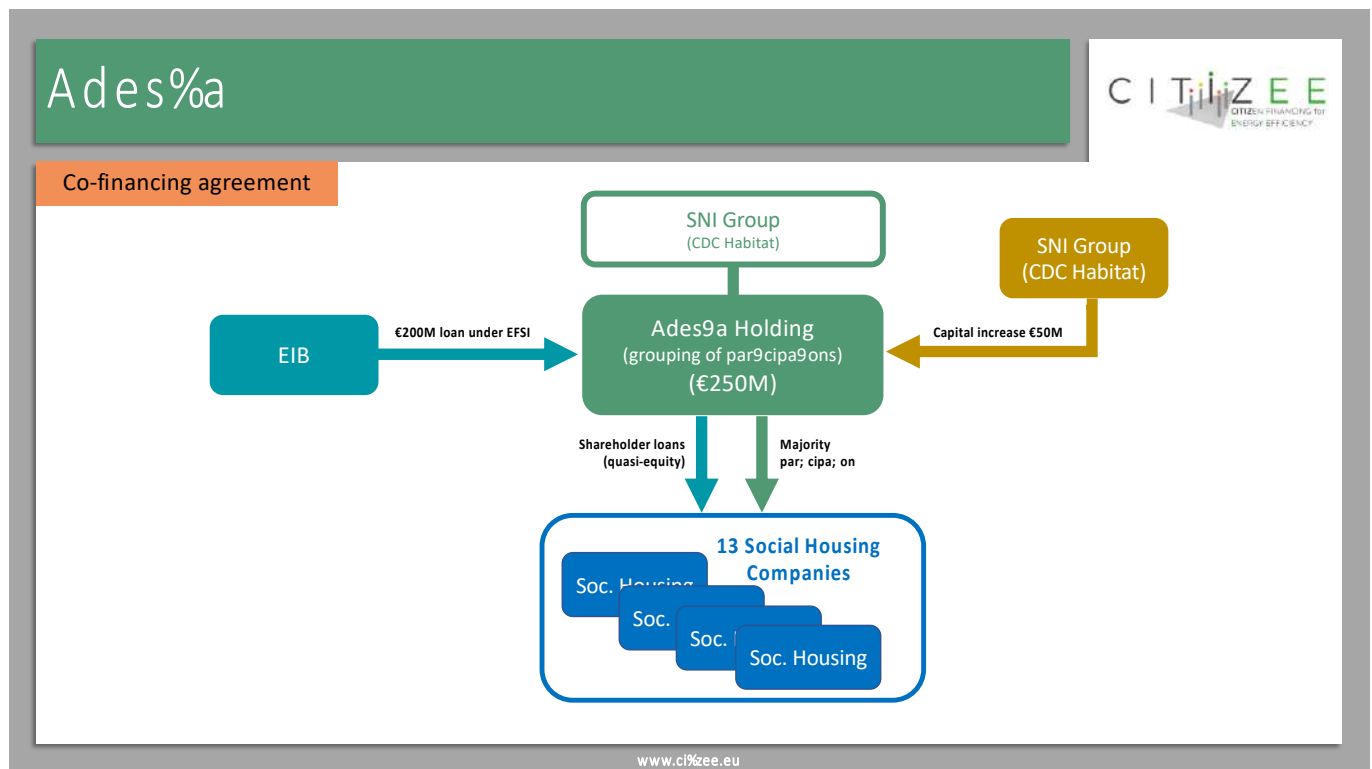 Ades%a
CITIZEE
CITIZEN FINANCING for
ENERGY EFFICIENCY
Co-financing agreement
SNI Group
(CDC Habitat)
SNI Group
(CDC Habitat)
EIB
€200M loan under EFSI
Ades9a Holding
(grouping of par9cipa9ons)
(€250M)
Capital increase €50M
Shareholder loans
(quasi-equity)
Majority
par; cipa; on
13 Social Housing
Companies
Soc. Housing
Soc.
Soc.
Soc. Housing
www.ci%zee.eu